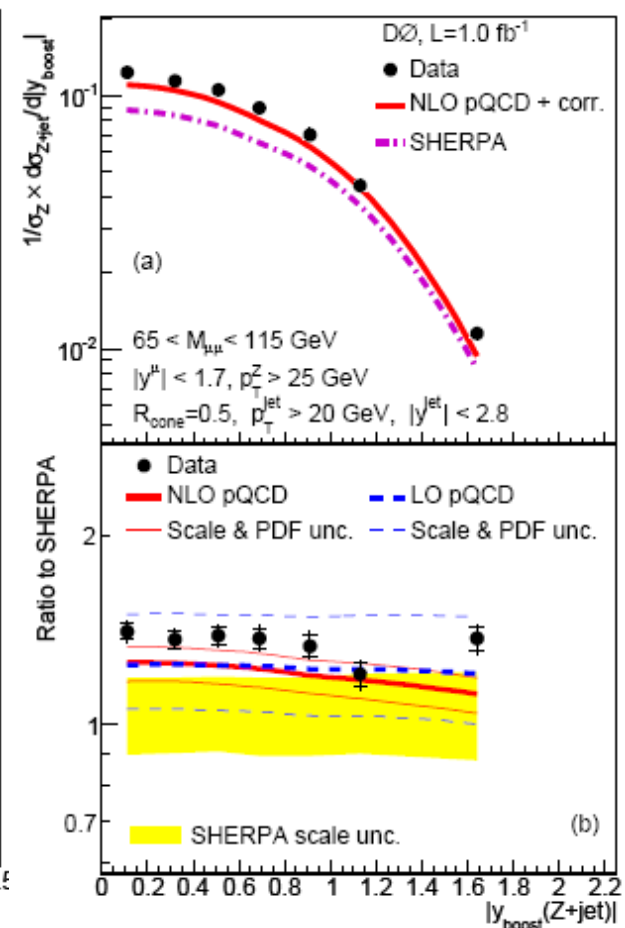 DØ, L=1.0 fb⁻¹
Data
NLO pQCD + corr.
SHERPA
1/σ_Z × dσ_Z+jet/d|y_boost|
10⁻¹
10⁻²
(a)
65 < M_μμ < 115 GeV
|y^μ| < 1.7, p_T^Z > 25 GeV
R_cone=0.5, p_T^jet > 20 GeV, |y^jet| < 2.8
Data
NLO pQCD
LO pQCD
Scale & PDF unc.
Scale & PDF unc.
Ratio to SHERPA
2
1
0.7
SHERPA scale unc.
(b)
0 0.2 0.4 0.6 0.8 1 1.2 1.4 1.6 1.8 2 2.2
|y_boost(Z+jet)|